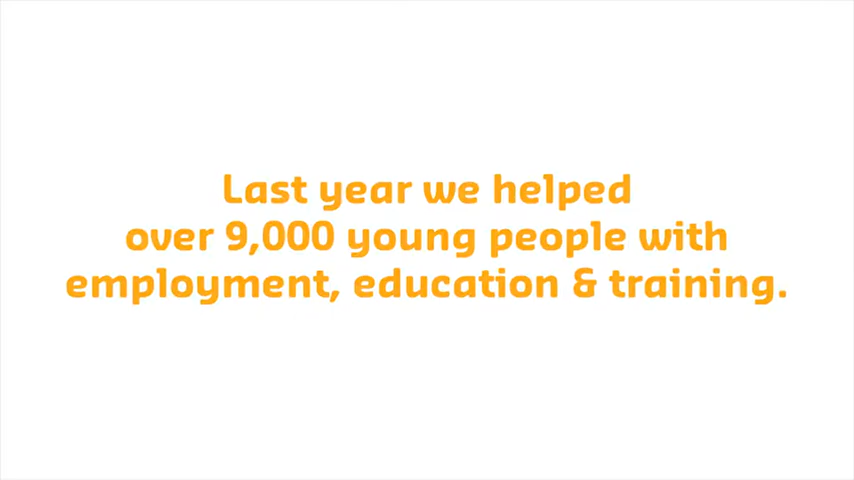 Last year we helped
over 9,000 young people with
employment, education & training.